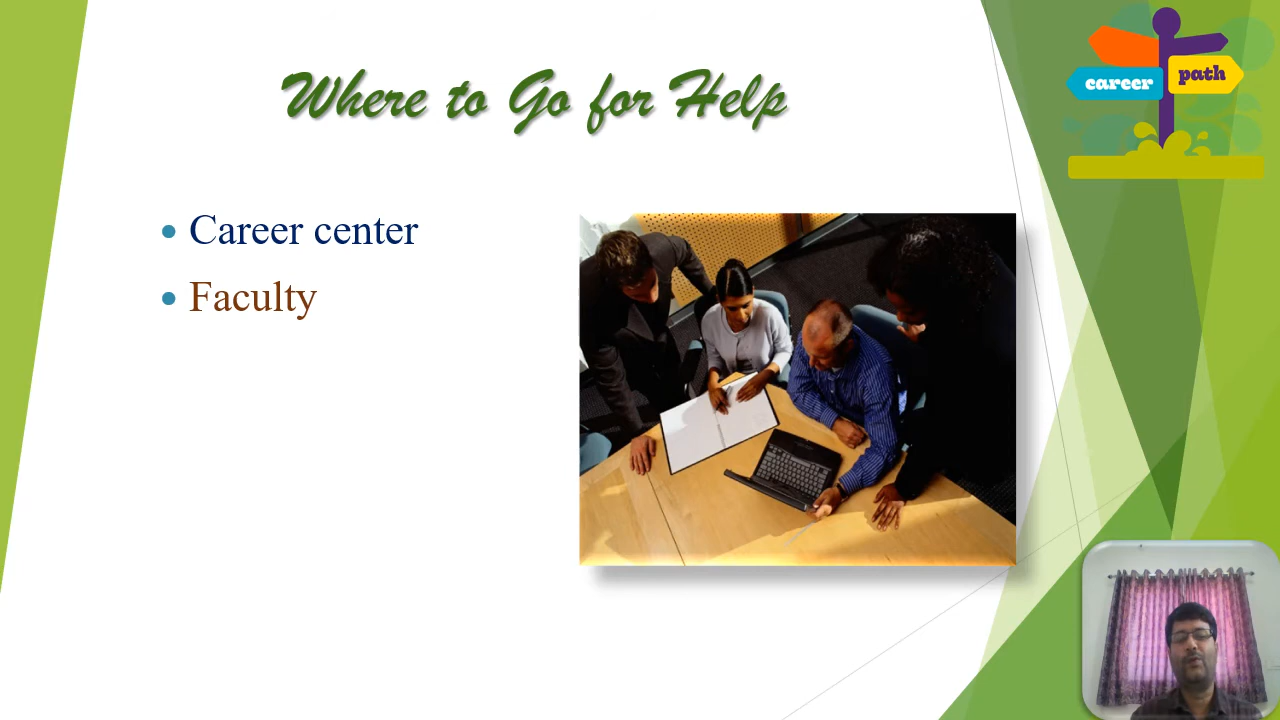 Where to Go for Help
career
path
• Career center
• Faculty